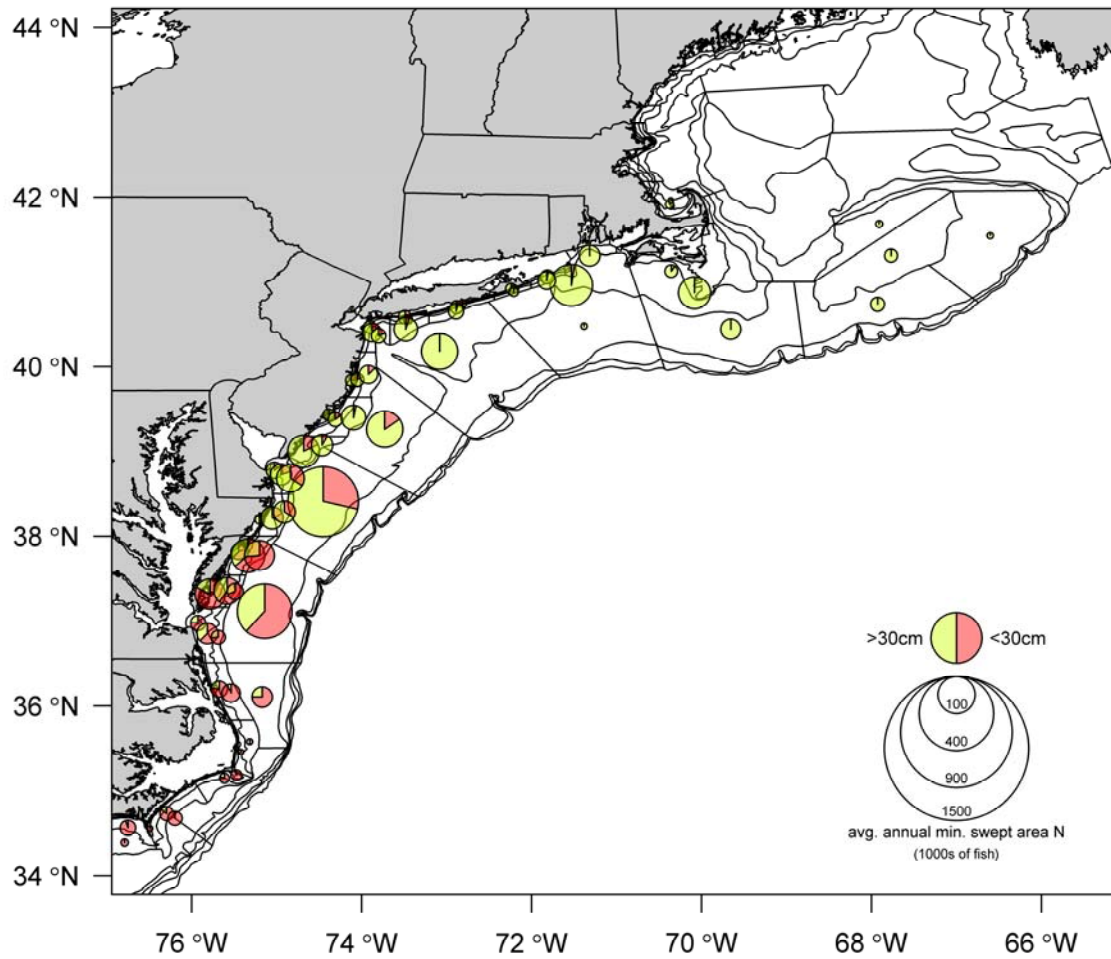 44 °N
42 °N
40 °N
38 °N
36 °N
34 °N
>30cm <30cm
100
400
900
1500
avg. annual min. swept area N
(1000s of fish)
76 °W 74 °W 72 °W 70 °W 68 °W 66 °W